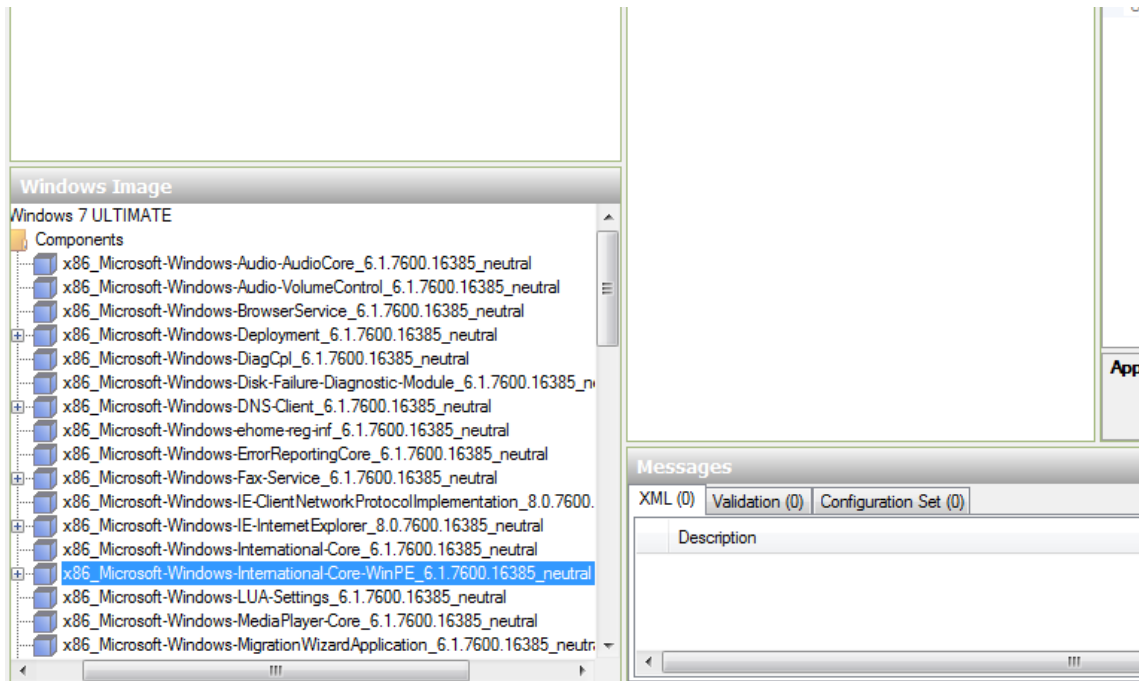 Windows Image
Windows 7 ULTIMATE
Components
x86_Microsoft-Windows-Audio-AudioCore_6.1.7600.16385_neutral
x86_Microsoft-Windows-Audio-VolumeControl_6.1.7600.16385_neutral
x86_Microsoft-Windows-BrowserService_6.1.7600.16385_neutral
x86_Microsoft-Windows-Deployment_6.1.7600.16385_neutral
x86_Microsoft-Windows-DiagCpl_6.1.7600.16385_neutral
x86_Microsoft-Windows-Disk-Failure-Diagnostic-Module_6.1.7600.16385_n
x86_Microsoft-Windows-DNS-Client_6.1.7600.16385_neutral
x86_Microsoft-Windows-ehome-reg-inf_6.1.7600.16385_neutral
x86_Microsoft-Windows-ErrorReportingCore_6.1.7600.16385_neutral
x86_Microsoft-Windows-Fax-Service_6.1.7600.16385_neutral
x86_Microsoft-Windows-IE-ClientNetworkProtocolImplementation_8.0.7600.
x86_Microsoft-Windows-IE-InternetExplorer_8.0.7600.16385_neutral
x86_Microsoft-Windows-International-Core_6.1.7600.16385_neutral
x86_Microsoft-Windows-International-Core-WinPE_6.1.7600.16385_neutral
x86_Microsoft-Windows-LUA-Settings_6.1.7600.16385_neutral
x86_Microsoft-Windows-MediaPlayer-Core_6.1.7600.16385_neutral
x86_Microsoft-Windows-MigrationWizardApplication_6.1.7600.16385_neutr
App
Messages
XML (0) Validation (0) Configuration Set (0)
Description